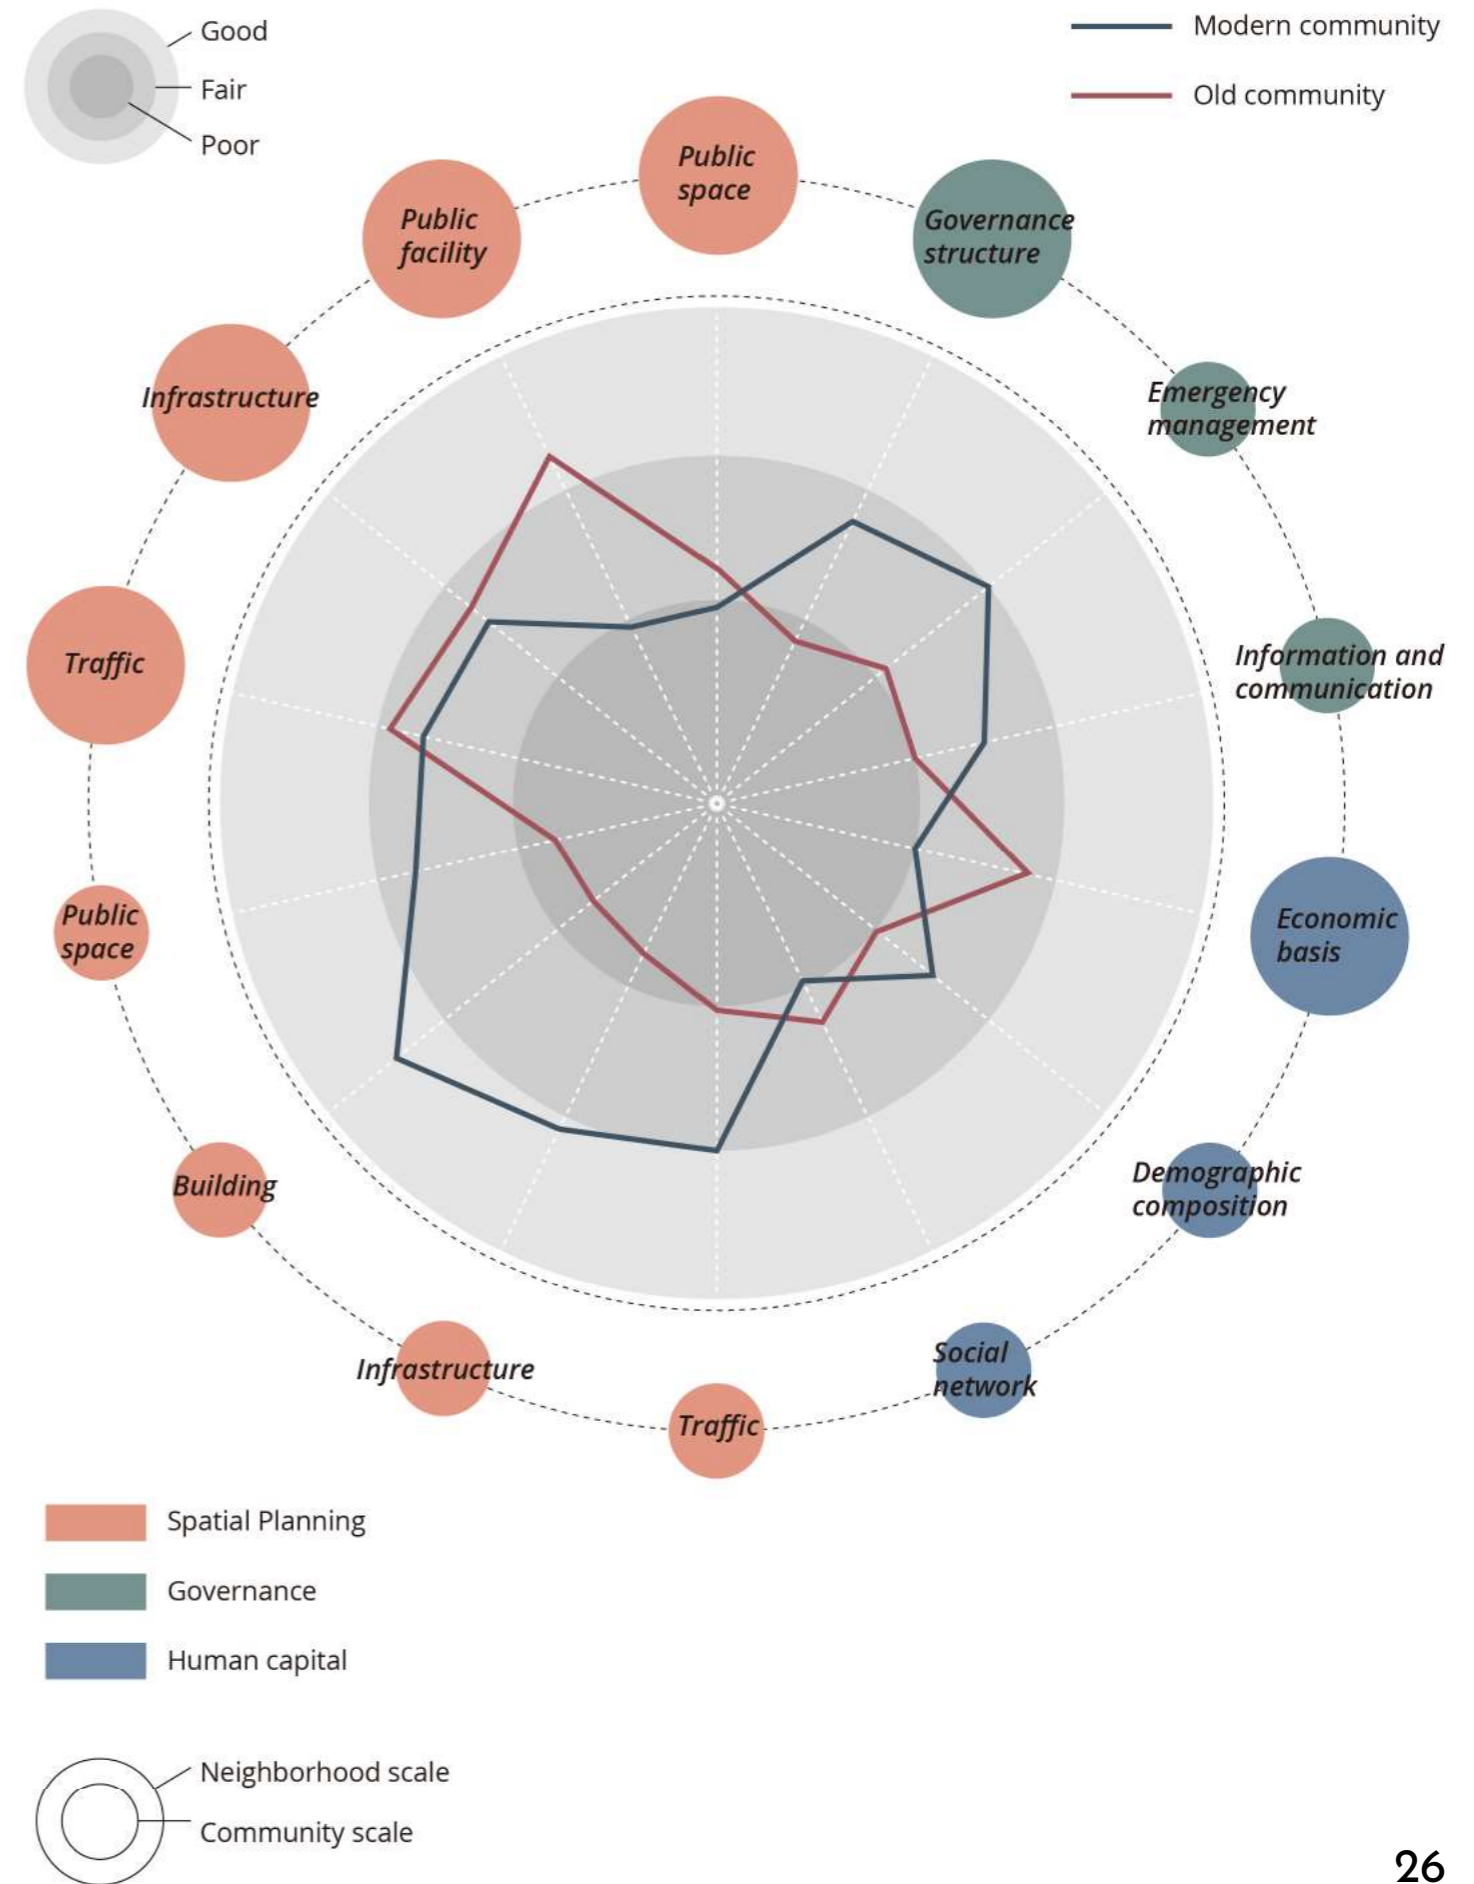 Good
Fair
Poor
Modern community
Old community
Public
space
Governance
structure
Emergency
management
Information and
communication
Economic
basis
Demographic
composition
Social
network
Traffic
Infrastructure
Building
Public
space
Traffic
Infrastructure
Public
facility
Spatial Planning
Governance
Human capital
Neighborhood scale
Community scale
26